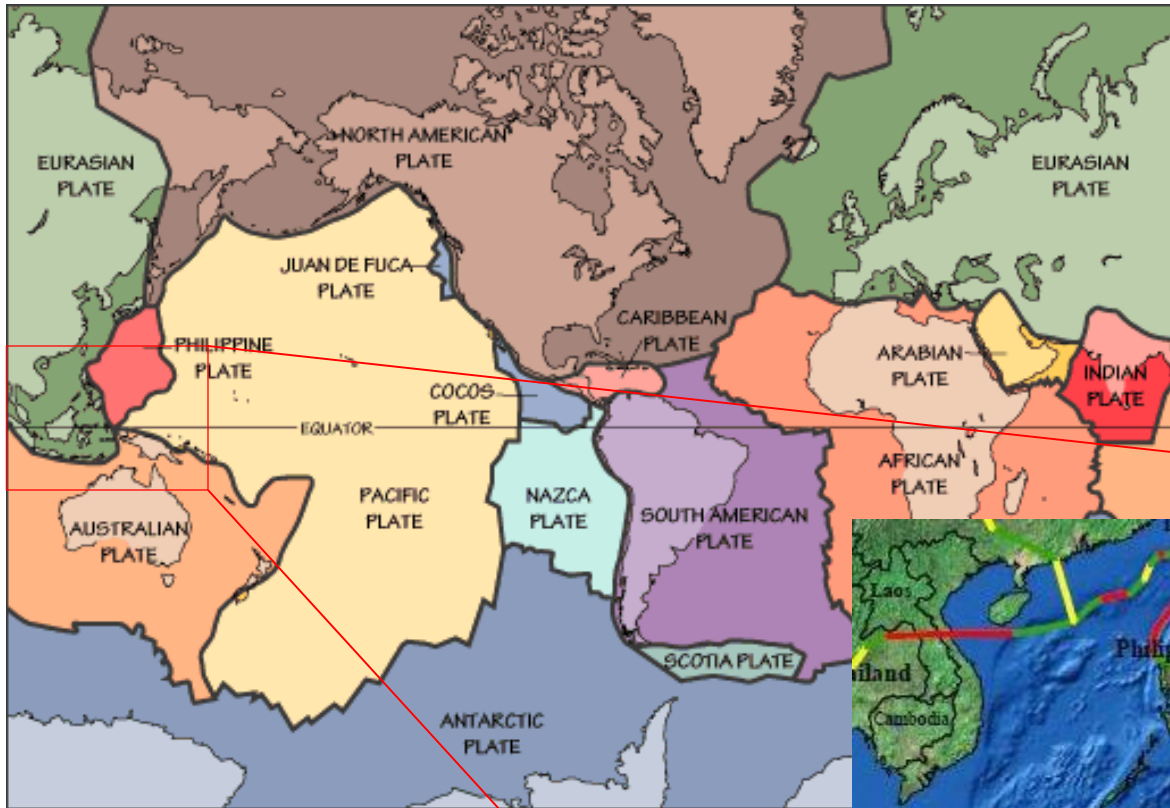 NORTH AMERICAN
PLATE
EURASIAN
PLATE
EURASIAN
PLATE
JUAN DE FUCA
PLATE
CARIBBEAN
PLATE
PHILIPPINE
PLATE
ARABIAN
PLATE
INDIAN
PLATE
COCOS
PLATE
EQUATOR
AFRICAN
PLATE
PACIFIC
PLATE
NAZCA
PLATE
SOUTH AMERICAN
PLATE
AUSTRALIAN
PLATE
SCOTIA PLATE
ANTARCTIC
PLATE
Laos
Philip
ailand
Cambodia